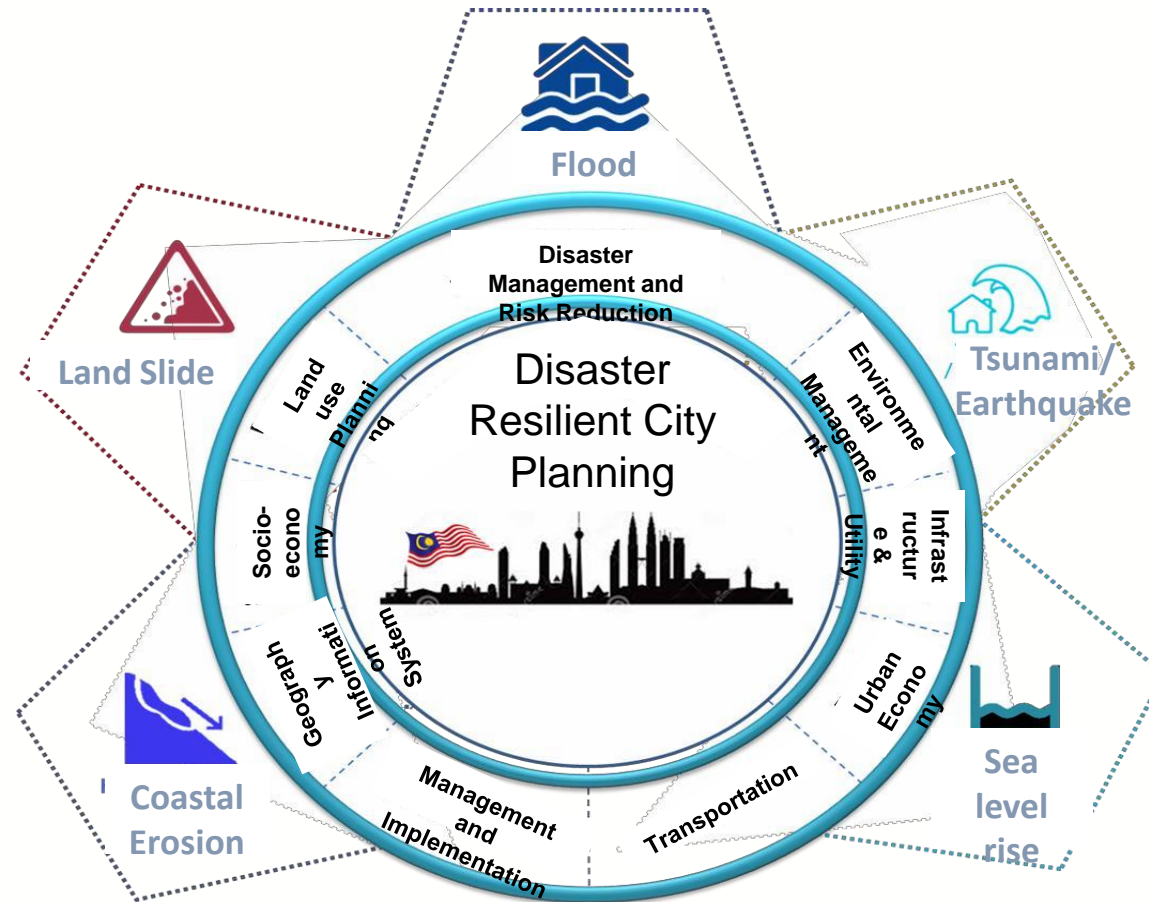 Flood
Disaster
Management and
Risk Reduction
Land Slide
Tsunami/
Earthquake
Land
use
Planni
ng
Environme
ntal
Manageme
nt
Disaster
Resilient City
Planning
Socio-
econo
my
Infrast
ructur
e &
Utility
Geograph
y
Informati
on
System
Urban
Econo
my
Management
and
Implementation
Transportation
Coastal
Erosion
Sea
level
rise